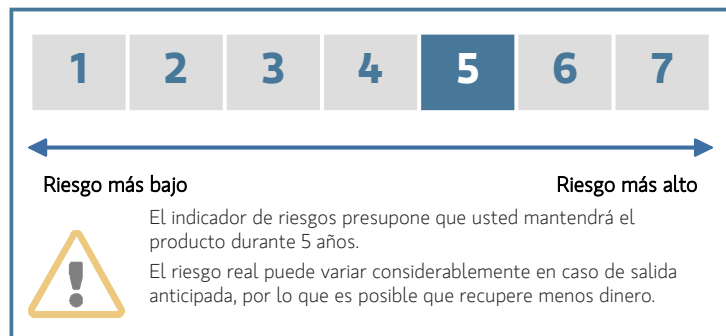 1 2 3 4 5 6 7
Riesgo más bajo Riesgo más alto
El indicador de riesgos presupone que usted mantendrá el
producto durante 5 años.
El riesgo real puede variar considerablemente en caso de salida
anticipada, por lo que es posible que recupere menos dinero.